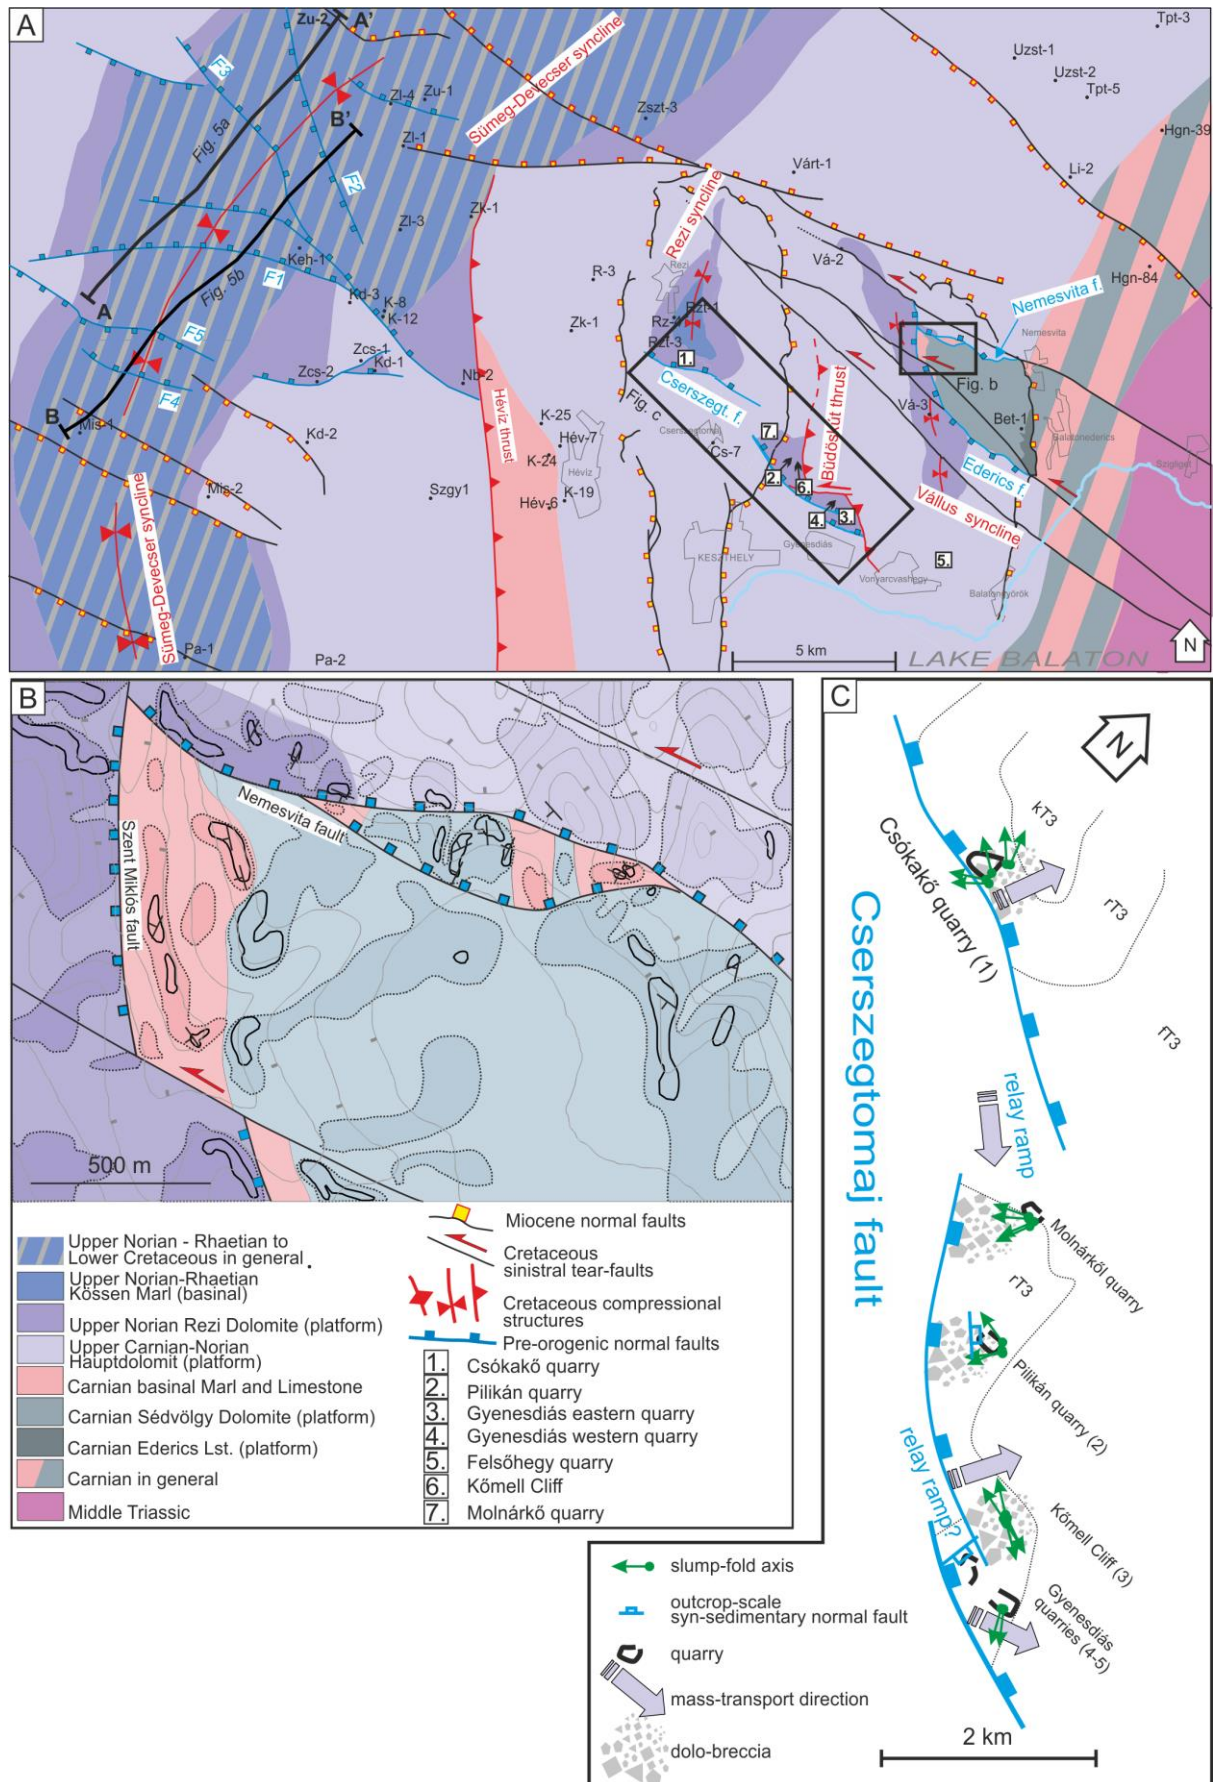 A
Zu-2
A'
F3
Zl-4
Zu-1
B'
Fig. 5a
Zl-1
Sümeg-Devecser syncline
Zszt-3
Tpt-3
Uzst-1
Uzst-2
Tpt-5
Hgn-39
Li-2
Várt-1
F2
Zl-3
Zk-1
Rezi syncline
Rezi
R-3
Vá-2
Hgn-84
Nemesvita f.
Nemesvita
Keh-1
F1
Fig. 5b
A
Kd-3
K-8
K-12
F5
Zk-1
Rzt-1
Rz-4
Rzt-3
1.
Zcs-1
Kd-1
Zcs-2
Nb-2
F4
B
Mis-1
Kd-2
Mis-2
Hévíz thrust
K-25
Hév-7
K-24
Hévíz
K-19
Hév-6
Szgy1
Fig. c
Cserszegt. f.
Cserszegtomaj
Cs-7
7.
2.
6.
4.
3.
Büdöskút thrust
Fig. b
Vá-3
Bet-1
Balatonederics
Ederics f.
Vállus syncline
Szigliget
KESZTHELY
Gyenesdiás
Vonyarcvashegy
5.
Balatongyörök
Sümeg-Devecser syncline
Pa-1
Pa-2
5 km
LAKE BALATON
N
B
Szent Miklós fault
Nemesvita fault
500 m
Upper Norian - Rhaetian to
Lower Cretaceous in general
Upper Norian-Rhaetian
Kössen Marl (basinal)
Upper Norian Rezi Dolomite (platform)
Upper Carnian-Norian
Hauptdolomit (platform)
Carnian basinal Marl and Limestone
Carnian Sédvölgy Dolomite (platform)
Carnian Ederics Lst. (platform)
Carnian in general
Middle Triassic
Miocene normal faults
Cretaceous
sinistral tear-faults
Cretaceous compressional
structures
Pre-orogenic normal faults
1. Csókakő quarry
2. Pilikán quarry
3. Gyenesdiás eastern quarry
4. Gyenesdiás western quarry
5. Felsőhegy quarry
6. Kőmell Cliff
7. Molnárkő quarry
C
N
kT3
Csókakő quarry (1)
rT3
fT3
Cserszegtomaj fault
relay ramp
Molnárkől quarry
rT3
Pilikán quarry (2)
relay ramp?
Kőmell Cliff (3)
Gyenesdiás
quarries (4-5)
2 km
slump-fold axis
outcrop-scale
syn-sedimentary normal fault
quarry
mass-transport direction
dolo-breccia